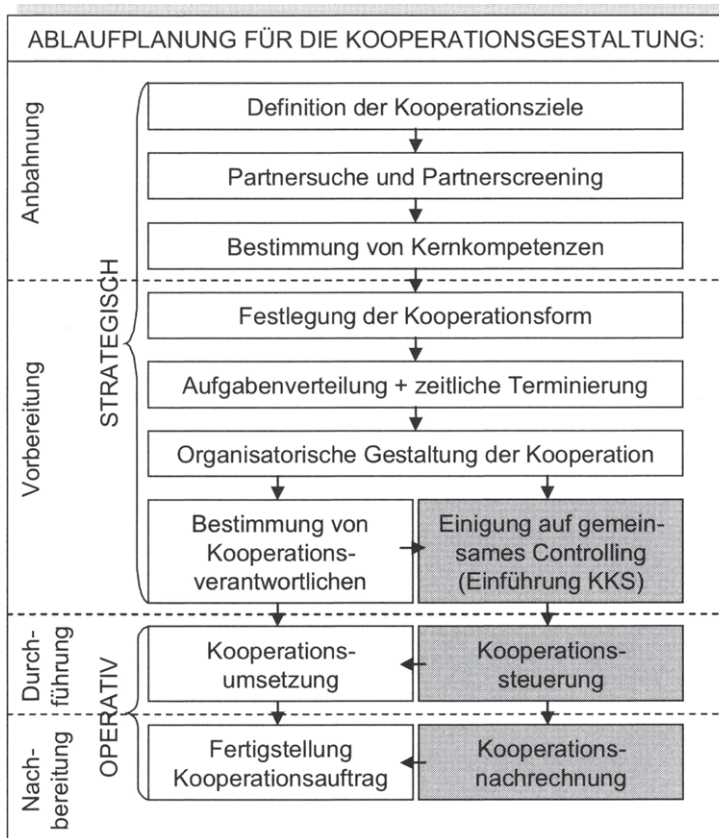 ABLAUFPLANUNG FÜR DIE KOOPERATIONSGESTALTUNG:
Anbahnung
STRATEGISCH
Definition der Kooperationsziele
Partnersuche und Partnerscreening
Bestimmung von Kernkompetenzen
Vorbereitung
Festlegung der Kooperationsform
Aufgabenverteilung + zeitliche Terminierung
Organisatorische Gestaltung der Kooperation
Bestimmung von
Kooperations-
verantwortlichen
Einigung auf gemein-
sames Controlling
(Einführung KKS)
Durch-
führung
OPERATIV
Kooperations-
umsetzung
Kooperations-
steuerung
Nach-
bereitung
Fertigstellung
Kooperationsauftrag
Kooperations-
nachrechnung